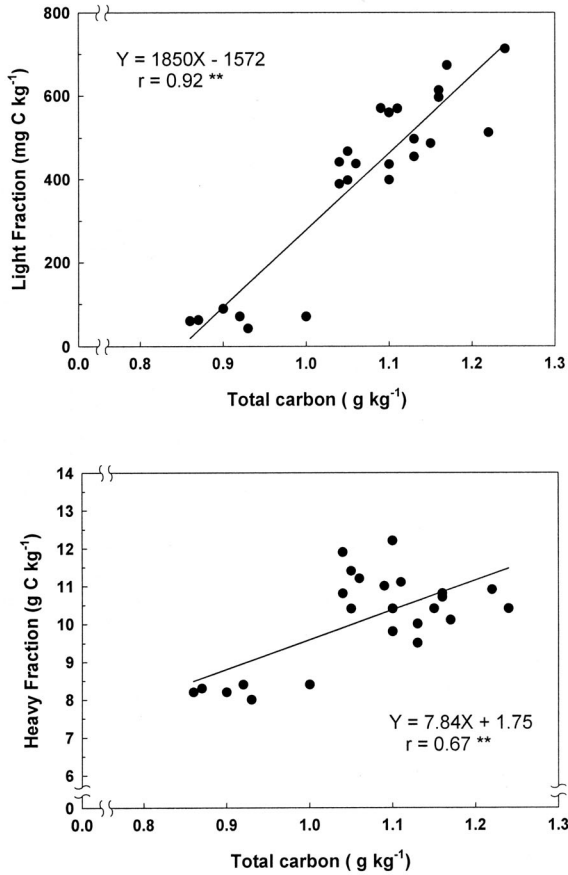 800
600
400
200
0
Light Fraction (mg C kg⁻¹)
Y = 1850X - 1572
r = 0.92 **
0.0 0.8 0.9 1.0 1.1 1.2 1.3
Total carbon ( g kg⁻¹)
14
13
12
11
10
9
8
7
6
0
Heavy Fraction (g C kg⁻¹)
Y = 7.84X + 1.75
r = 0.67 **
0.0 0.8 0.9 1.0 1.1 1.2 1.3
Total carbon ( g kg⁻¹)